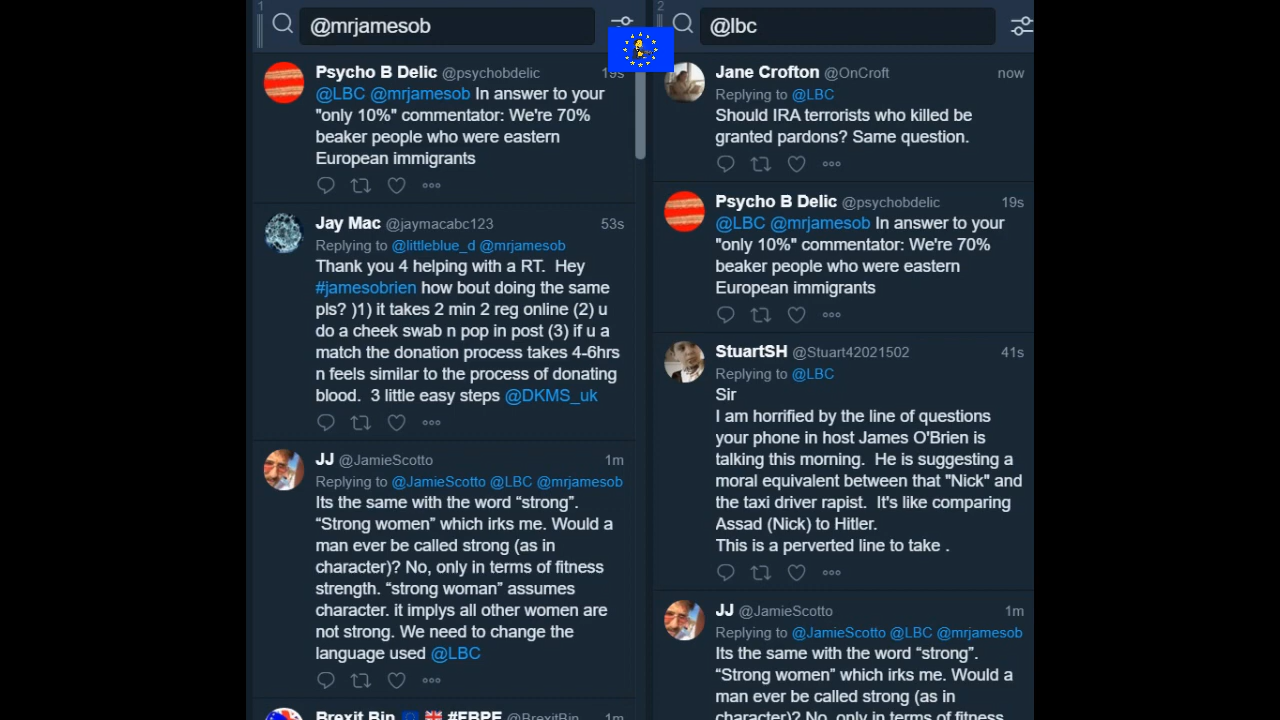 1
@mrjamesob
Psycho B Delic @psychobdelic 19s
@LBC @mrjamesob In answer to your
"only 10%" commentator: We're 70%
beaker people who were eastern
European immigrants
Jay Mac @jaymacabc123 53s
Replying to @littleblue_d @mrjamesob
Thank you 4 helping with a RT. Hey
#jamesobrien how bout doing the same
pls? )1) it takes 2 min 2 reg online (2) u
do a cheek swab n pop in post (3) if u a
match the donation process takes 4-6hrs
n feels similar to the process of donating
blood. 3 little easy steps @DKMS_uk
JJ @JamieScotto 1m
Replying to @JamieScotto @LBC @mrjamesob
Its the same with the word “strong”.
“Strong women” which irks me. Would a
man ever be called strong (as in
character)? No, only in terms of fitness
strength. “strong woman” assumes
character. it implys all other women are
not strong. We need to change the
language used @LBC
Brexit Bin #FBPE @BrexitBin 1m
2
@lbc
Jane Crofton @OnCroft now
Replying to @LBC
Should IRA terrorists who killed be
granted pardons? Same question.
Psycho B Delic @psychobdelic 19s
@LBC @mrjamesob In answer to your
"only 10%" commentator: We're 70%
beaker people who were eastern
European immigrants
StuartSH @Stuart42021502 41s
Replying to @LBC
Sir
I am horrified by the line of questions
your phone in host James O'Brien is
talking this morning. He is suggesting a
moral equivalent between that "Nick" and
the taxi driver rapist. It's like comparing
Assad (Nick) to Hitler.
This is a perverted line to take .
JJ @JamieScotto 1m
Replying to @JamieScotto @LBC @mrjamesob
Its the same with the word “strong”.
“Strong women” which irks me. Would a
man ever be called strong (as in
character)? No, only in terms of fitness